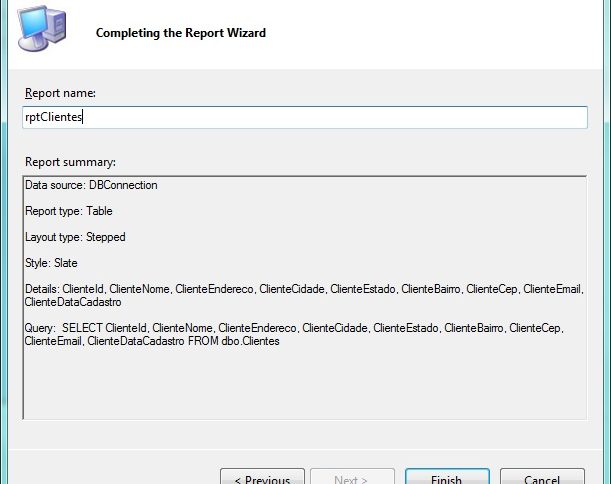 Completing the Report Wizard
Report name:
rptClientes
Report summary:
Data source: DBConnection
Report type: Table
Layout type: Stepped
Style: Slate
Details: ClienteId, ClienteNome, ClienteEndereco, ClienteCidade, ClienteEstado, ClienteBairro, ClienteCep, ClienteEmail,
ClienteDataCadastro
Query:  SELECT ClienteId, ClienteNome, ClienteEndereco, ClienteCidade, ClienteEstado, ClienteBairro, ClienteCep,
ClienteEmail, ClienteDataCadastro FROM dbo.Clientes
< Previous
Next >
Finish
Cancel